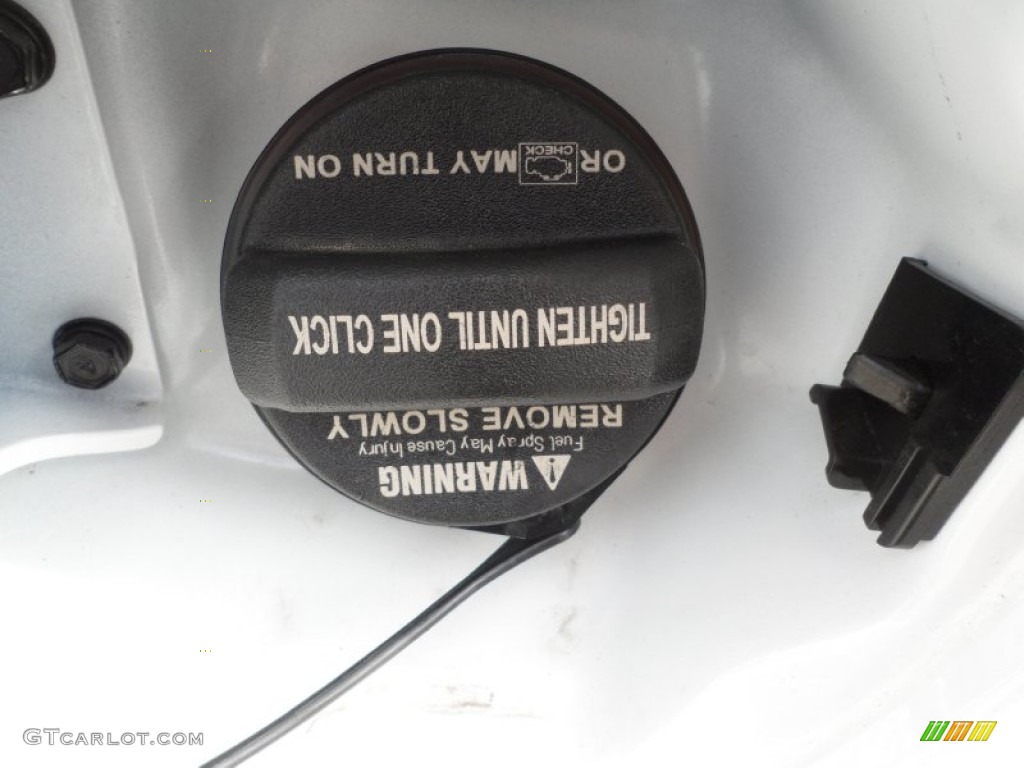 WARNING
Fuel Spray May Cause Injury
REMOVE SLOWLY
TIGHTEN UNTIL ONE CLICK
OR CHECK MAY TURN ON
GTCARLOT.COM